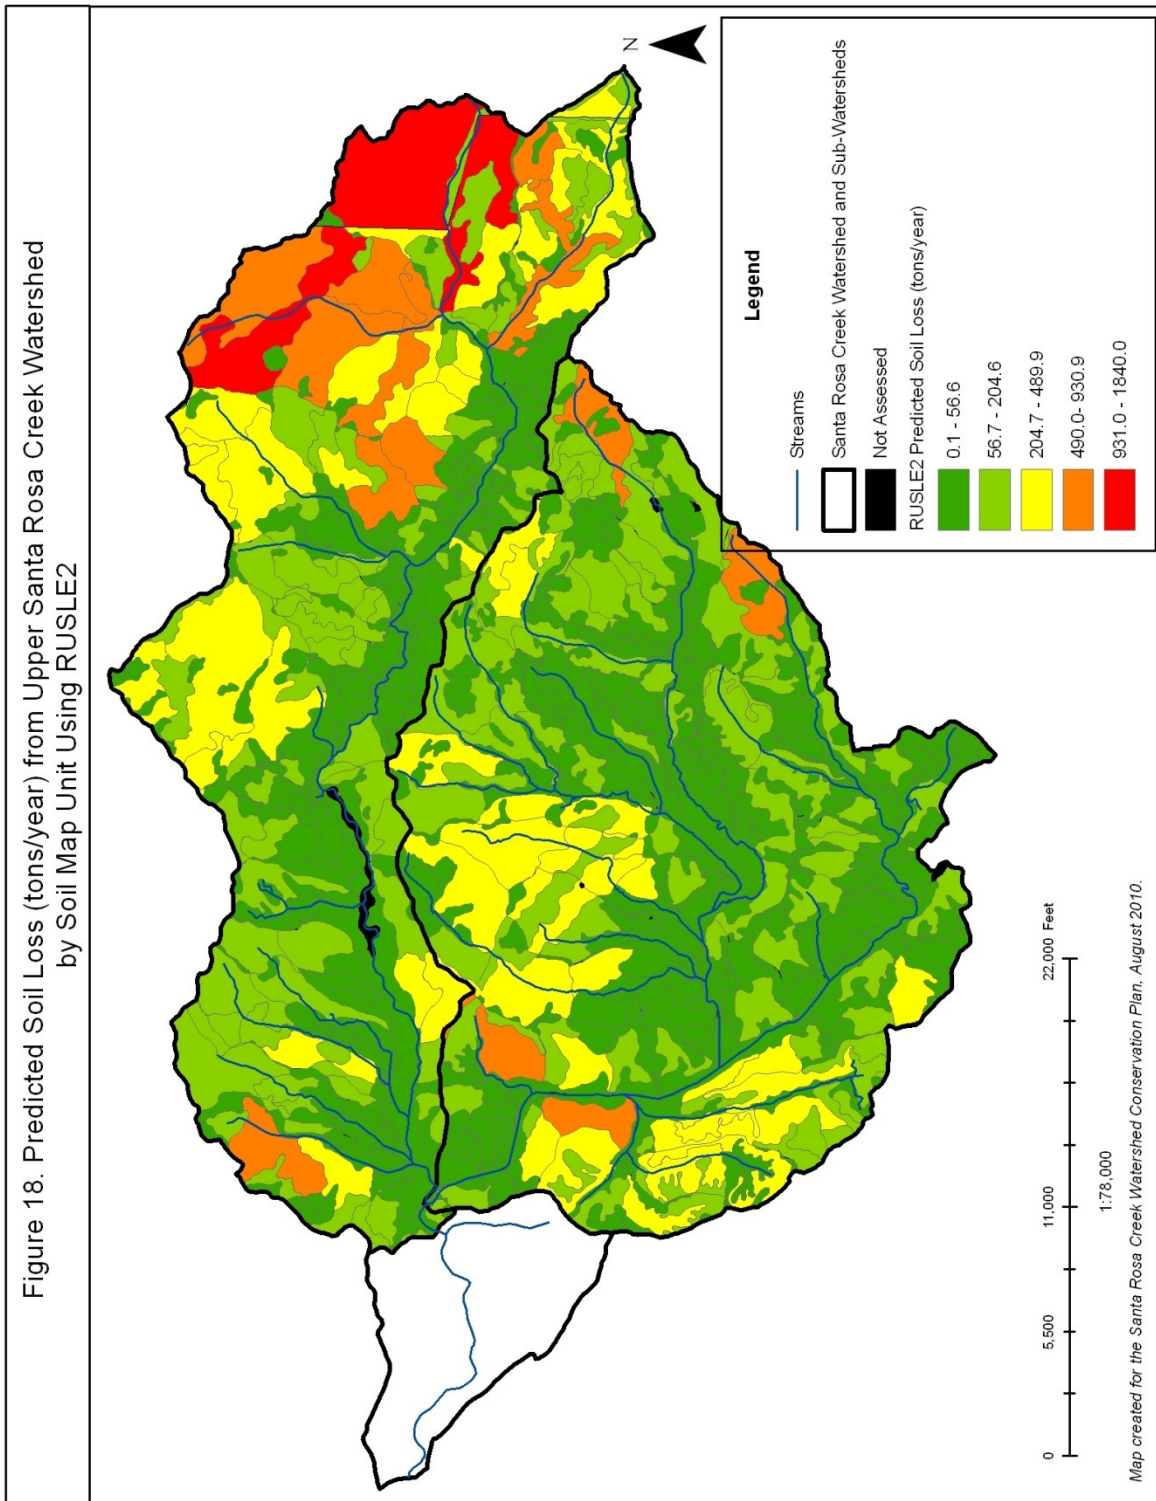 Figure 18. Predicted Soil Loss (tons/year) from Upper Santa Rosa Creek Watershed
by Soil Map Unit Using RUSLE2
N
Legend
Streams
Santa Rosa Creek Watershed and Sub-Watersheds
Not Assessed
RUSLE2 Predicted Soil Loss (tons/year)
0.1 - 56.6
56.7 - 204.6
204.7 - 489.9
490.0- 930.9
931.0 - 1840.0
0 5,500 11,000 22,000 Feet
1:78,000
Map created for the Santa Rosa Creek Watershed Conservation Plan, August 2010.